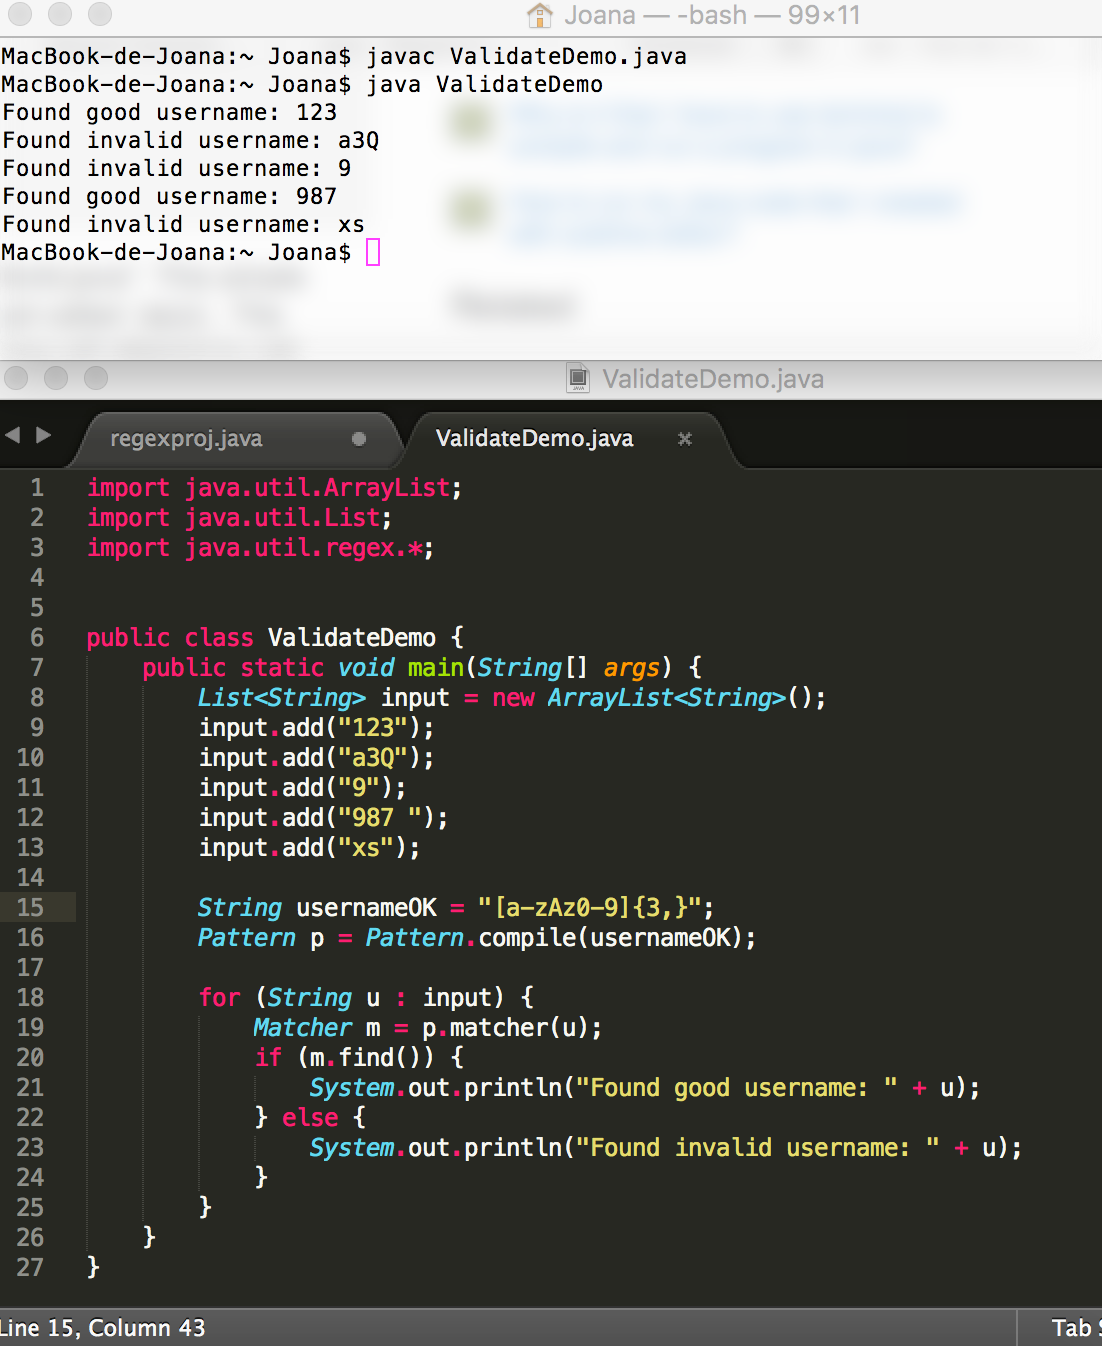 Joana — -bash — 99×11
MacBook-de-Joana:~ Joana$ javac ValidateDemo.java
MacBook-de-Joana:~ Joana$ java ValidateDemo
Found good username: 123
Found invalid username: a3Q
Found invalid username: 9
Found good username: 987
Found invalid username: xs
MacBook-de-Joana:~ Joana$
ValidateDemo.java
regexproj.java ValidateDemo.java
1 import java.util.ArrayList;
2 import java.util.List;
3 import java.util.regex.*;
4
5
6 public class ValidateDemo {
7 public static void main(String[] args) {
8 List<String> input = new ArrayList<String>();
9 input.add("123");
10 input.add("a3Q");
11 input.add("9");
12 input.add("987 ");
13 input.add("xs");
14
15 String usernameOK = "[a-zAz0-9]{3,}";
16 Pattern p = Pattern.compile(usernameOK);
17
18 for (String u : input) {
19 Matcher m = p.matcher(u);
20 if (m.find()) {
21 System.out.println("Found good username: " + u);
22 } else {
23 System.out.println("Found invalid username: " + u);
24 }
25 }
26 }
27 }
Line 15, Column 43 Tab